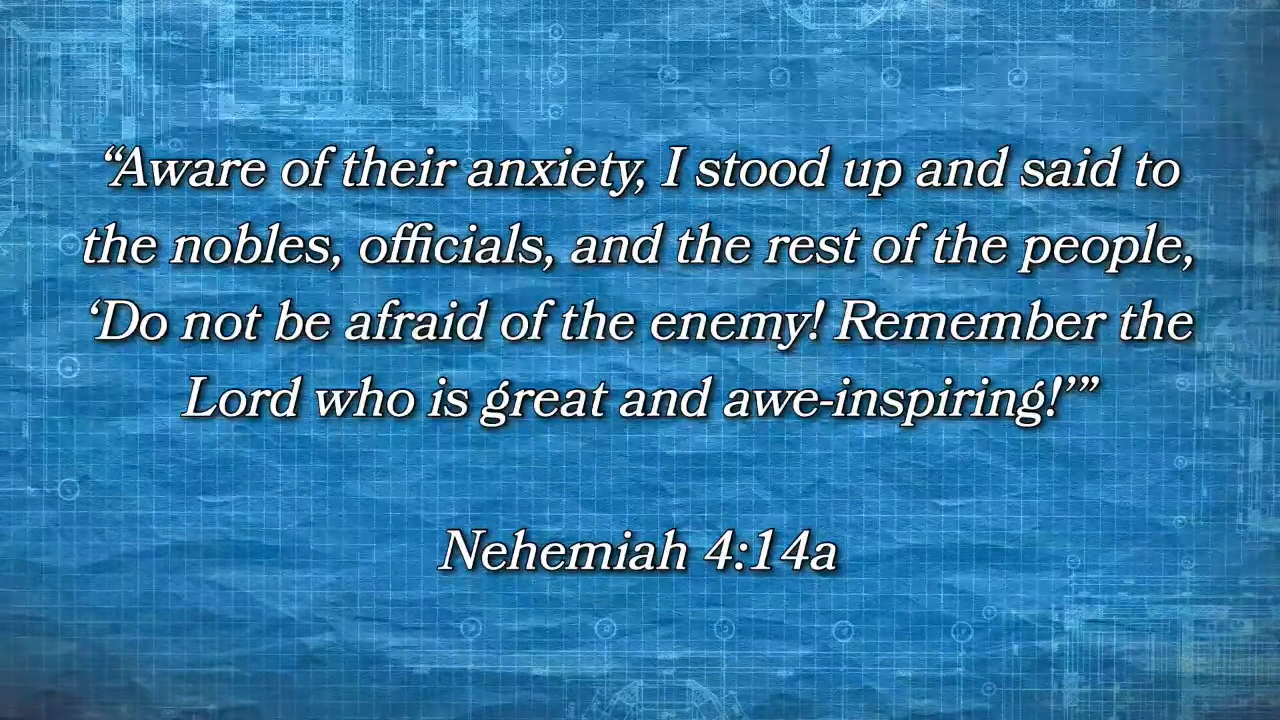 “Aware of their anxiety, I stood up and said to
the nobles, officials, and the rest of the people,
‘Do not be afraid of the enemy! Remember the
Lord who is great and awe-inspiring!’”
Nehemiah 4:14a